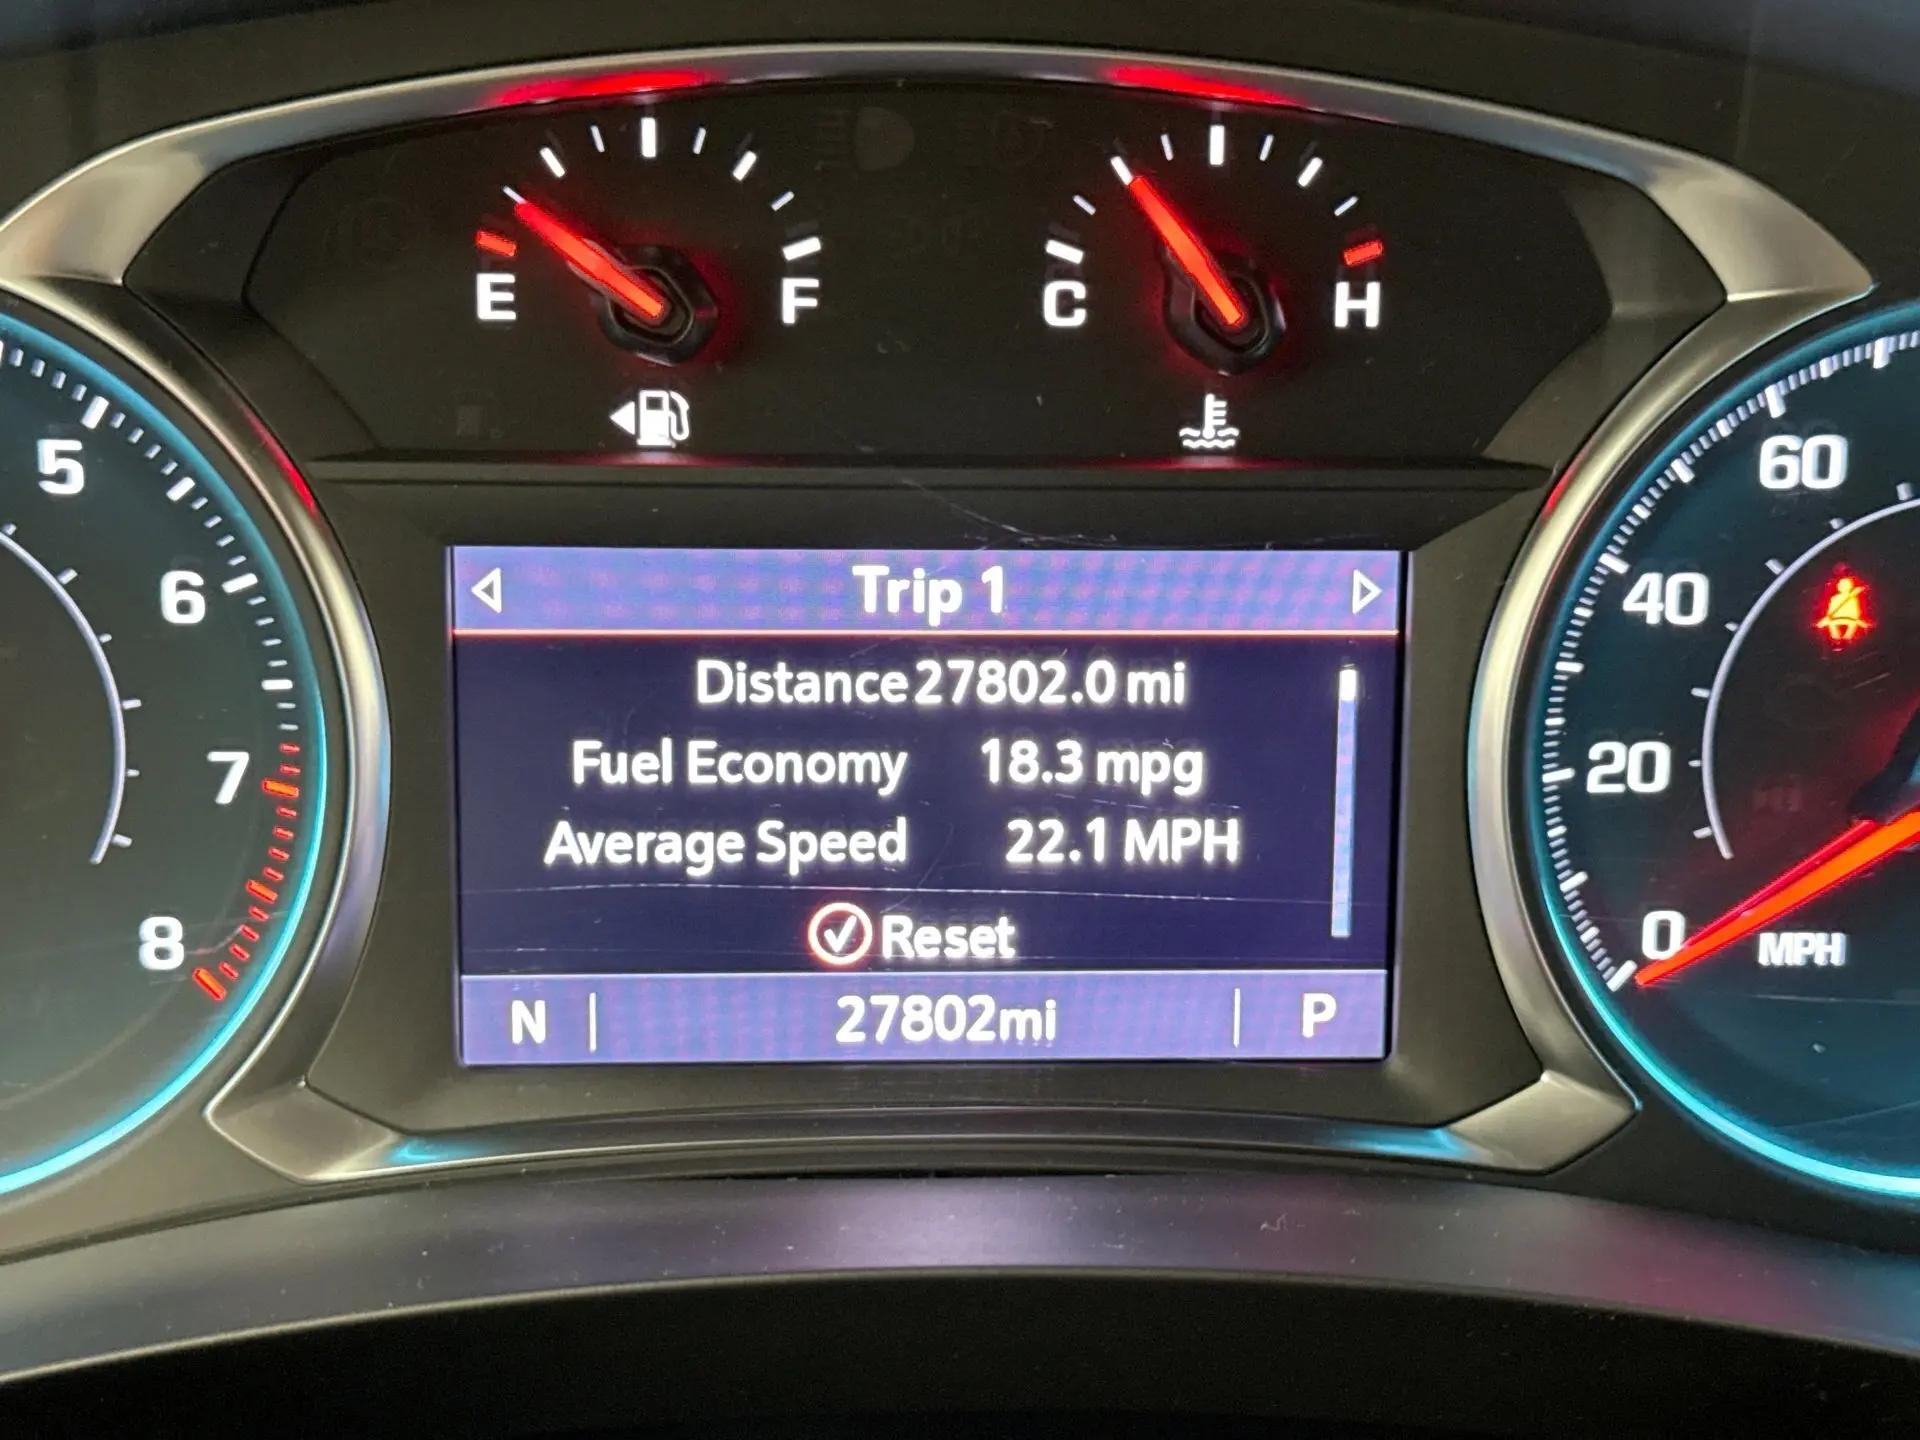 E F C H
5
6
7
8
60
40
20
0 MPH
Trip 1
Distance 27802.0 mi
Fuel Economy 18.3 mpg
Average Speed 22.1 MPH
Reset
N 27802mi P